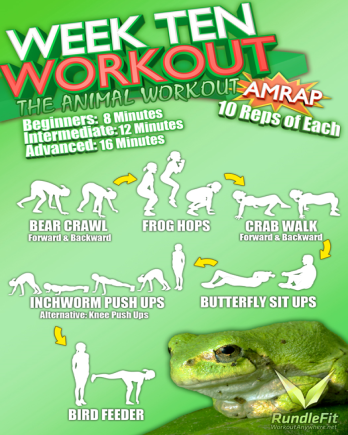 WEEK TEN
WORKOUT
THE ANIMAL WORKOUT
AMRAP
10 Reps of Each
Beginners: 8 Minutes
Intermediate: 12 Minutes
Advanced: 16 Minutes
BEAR CRAWL
Forward & Backward
FROG HOPS
CRAB WALK
Forward & Backward
INCHWORM PUSH UPS
Alternative: Knee Push Ups
BUTTERFLY SIT UPS
BIRD FEEDER
RundleFit
WorkoutAnywhere.net